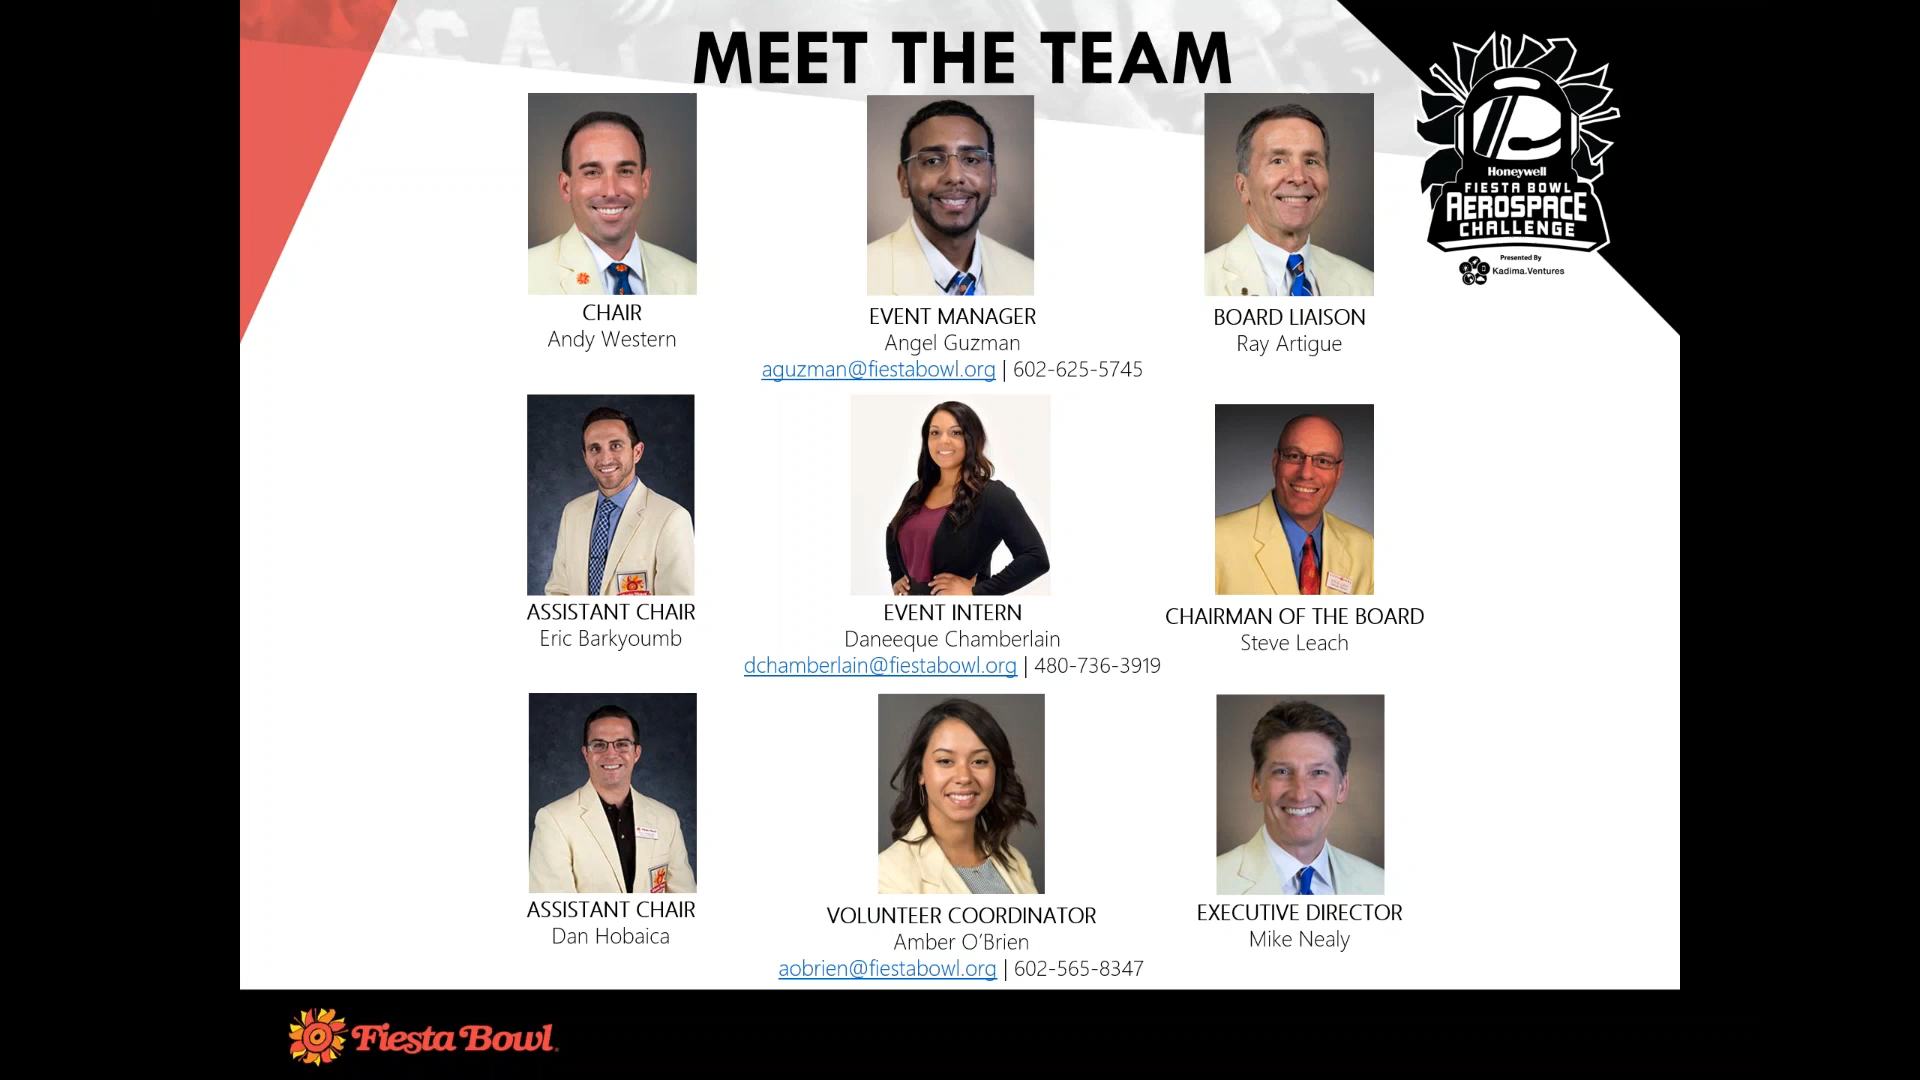 MEET THE TEAM
Honeywell
FIESTA BOWL
AEROSPACE
CHALLENGE
Presented By
Kadima.Ventures
CHAIR
Andy Western
EVENT MANAGER
Angel Guzman
aguzman@fiestabowl.org | 602-625-5745
BOARD LIAISON
Ray Artigue
ASSISTANT CHAIR
Eric Barkyoumb
EVENT INTERN
Daneeque Chamberlain
dchamberlain@fiestabowl.org | 480-736-3919
CHAIRMAN OF THE BOARD
Steve Leach
ASSISTANT CHAIR
Dan Hobaica
VOLUNTEER COORDINATOR
Amber O’Brien
aobrien@fiestabowl.org | 602-565-8347
EXECUTIVE DIRECTOR
Mike Nealy
Fiesta Bowl